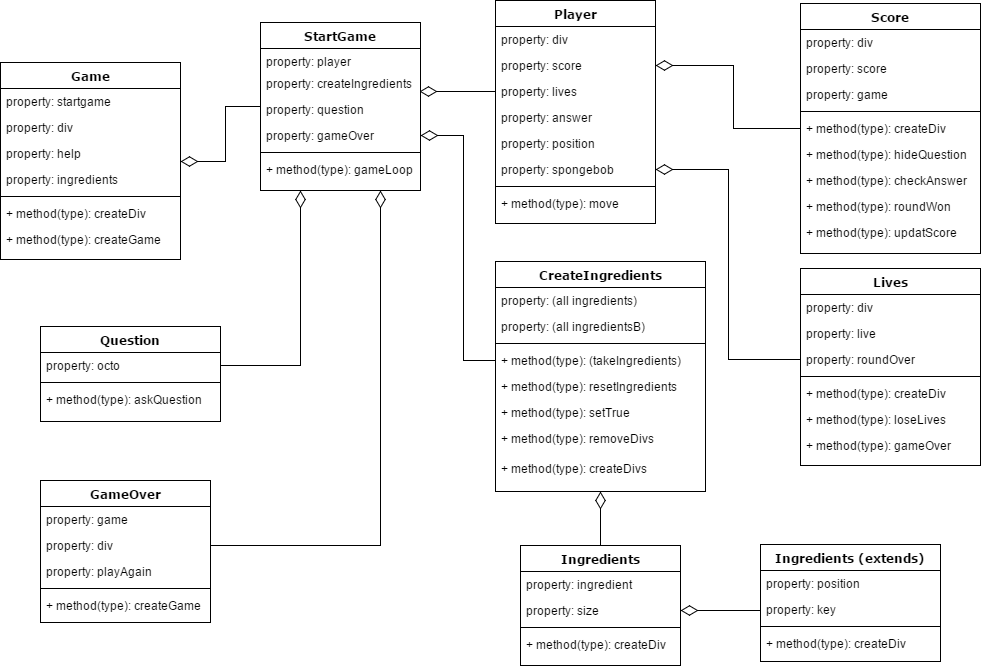 Game
property: startgame
property: div
property: help
property: ingredients
+ method(type): createDiv
+ method(type): createGame
StartGame
property: player
property: createIngredients
property: question
property: gameOver
+ method(type): gameLoop
Player
property: div
property: score
property: lives
property: answer
property: position
property: spongebob
+ method(type): move
Score
property: div
property: score
property: game
+ method(type): createDiv
+ method(type): hideQuestion
+ method(type): checkAnswer
+ method(type): roundWon
+ method(type): updatScore
CreateIngredients
property: (all ingredients)
property: (all ingredientsB)
+ method(type): (takeIngredients)
+ method(type): resetIngredients
+ method(type): setTrue
+ method(type): removeDivs
+ method(type): createDivs
Lives
property: div
property: live
property: roundOver
+ method(type): createDiv
+ method(type): loseLives
+ method(type): gameOver
Question
property: octo
+ method(type): askQuestion
GameOver
property: game
property: div
property: playAgain
+ method(type): createGame
Ingredients
property: ingredient
property: size
+ method(type): createDiv
Ingredients (extends)
property: position
property: key
+ method(type): createDiv